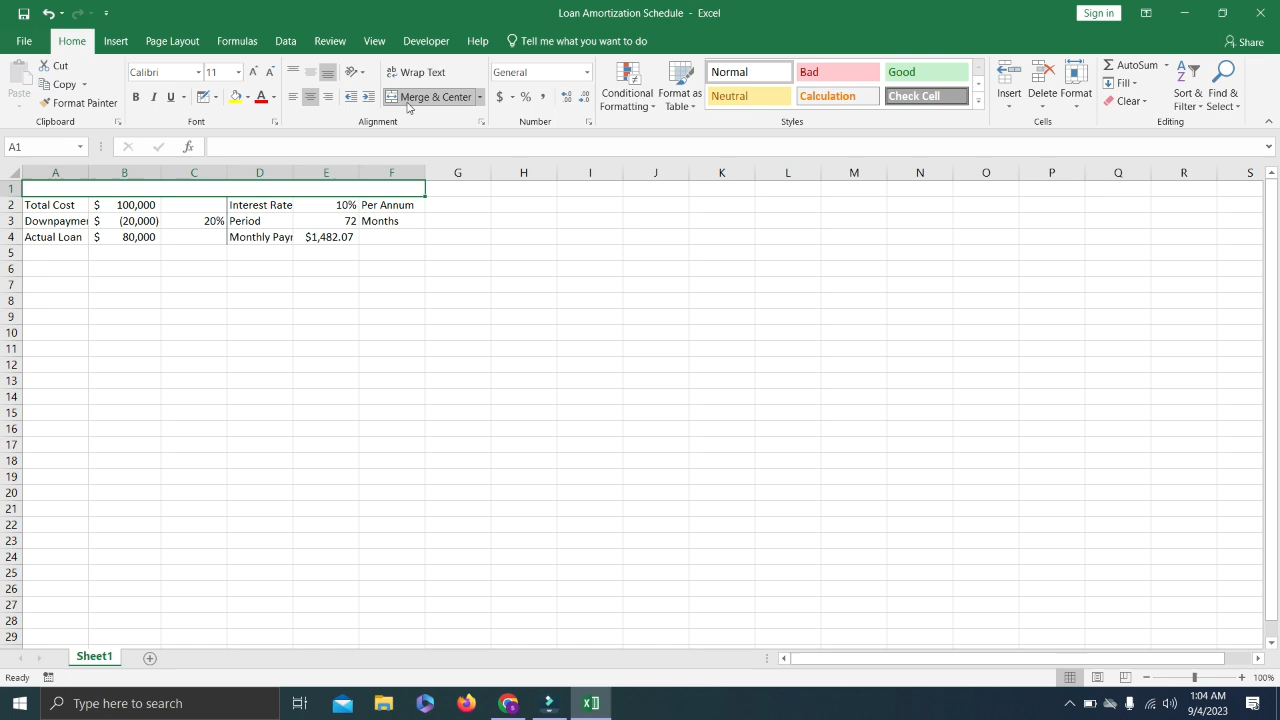 Loan Amortization Schedule - Excel
Sign in
File Home Insert Page Layout Formulas Data Review View Developer Help Tell me what you want to do
Share
Paste
Cut
Copy
Format Painter
Clipboard
Calibri 11
B I U
Font
Wrap Text
Merge & Center
Alignment
General
$ % ,
Number
Conditional Formatting
Format as Table
Normal Bad Good
Neutral Calculation Check Cell
Styles
Insert Delete Format
Cells
AutoSum
Fill
Clear
Sort & Filter
Find & Select
Editing
A1 fx
A B C D E F G H I J K L M N O P Q R S
1
2 Total Cost $ 100,000 Interest Rate 10% Per Annum
3 Downpaymer $ (20,000) 20% Period 72 Months
4 Actual Loan $ 80,000 Monthly Payr $1,482.07
5
6
7
8
9
10
11
12
13
14
15
16
17
18
19
20
21
22
23
24
25
26
27
28
29
Sheet1
Ready
100%
Type here to search
1:04 AM
9/4/2023